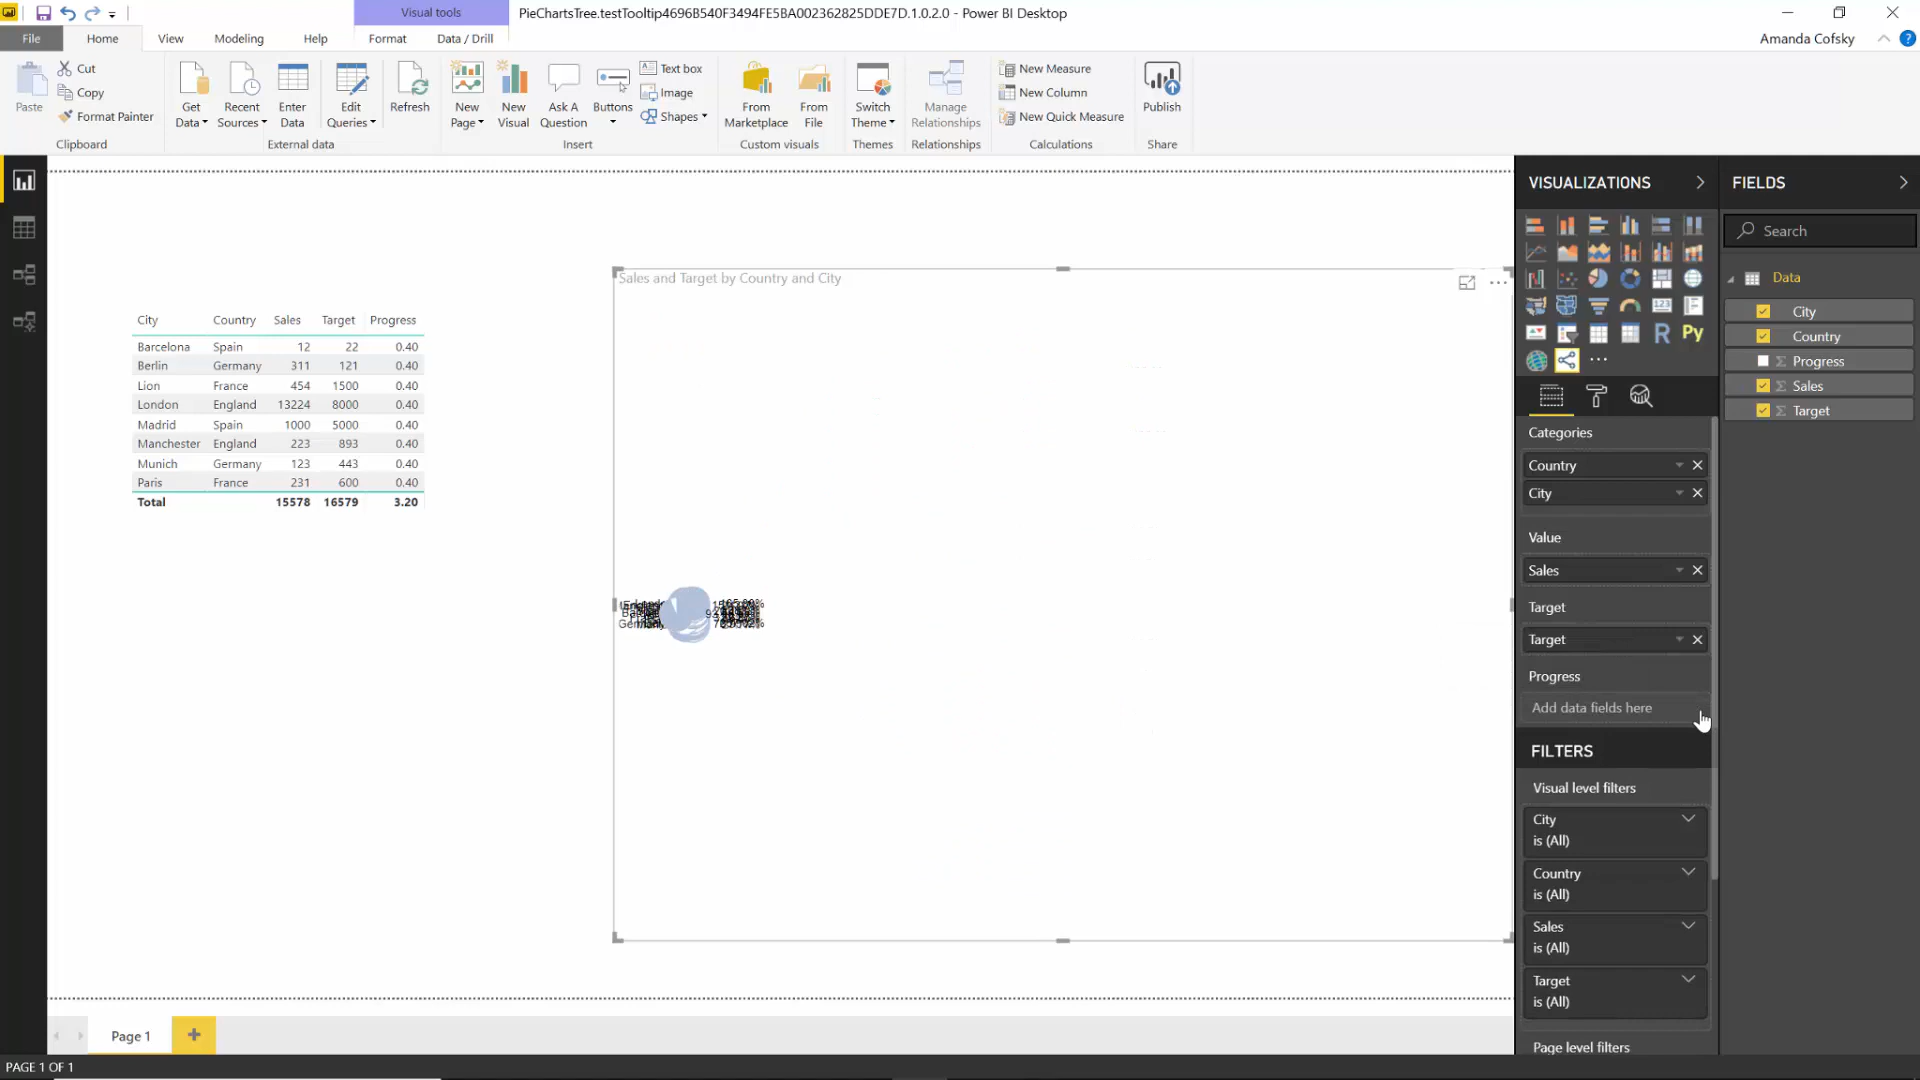 Visual tools
PieChartsTree.testTooltip4696B540F3494FE5BA002362825DDE7D.1.0.2.0 - Power BI Desktop
File
Home
View
Modeling
Help
Format
Data / Drill
Amanda Cofsky
?
Paste
Cut
Copy
Format Painter
Clipboard
Get
Data
Recent
Sources
Enter
Data
Edit
Queries
Refresh
External data
New
Page
New
Visual
Ask A
Question
Buttons
Text box
Image
Shapes
Insert
From
Marketplace
From
File
Custom visuals
Switch
Theme
Themes
Manage
Relationships
Relationships
New Measure
New Column
New Quick Measure
Calculations
Publish
Share
City Country Sales Target Progress
Barcelona Spain 12 22 0.40
Berlin Germany 311 121 0.40
Lion France 454 1500 0.40
London England 13224 8000 0.40
Madrid Spain 1000 5000 0.40
Manchester England 223 893 0.40
Munich Germany 123 443 0.40
Paris France 231 600 0.40
Total 15578 16579 3.20
Sales and Target by Country and City
VISUALIZATIONS
123
R
Py
Categories
Country
City
Value
Sales
Target
Target
Progress
Add data fields here
FILTERS
Visual level filters
City
is (All)
Country
is (All)
Sales
is (All)
Target
is (All)
Page level filters
FIELDS
Search
Data
City
Country
Σ Progress
Σ Sales
Σ Target
Page 1
PAGE 1 OF 1